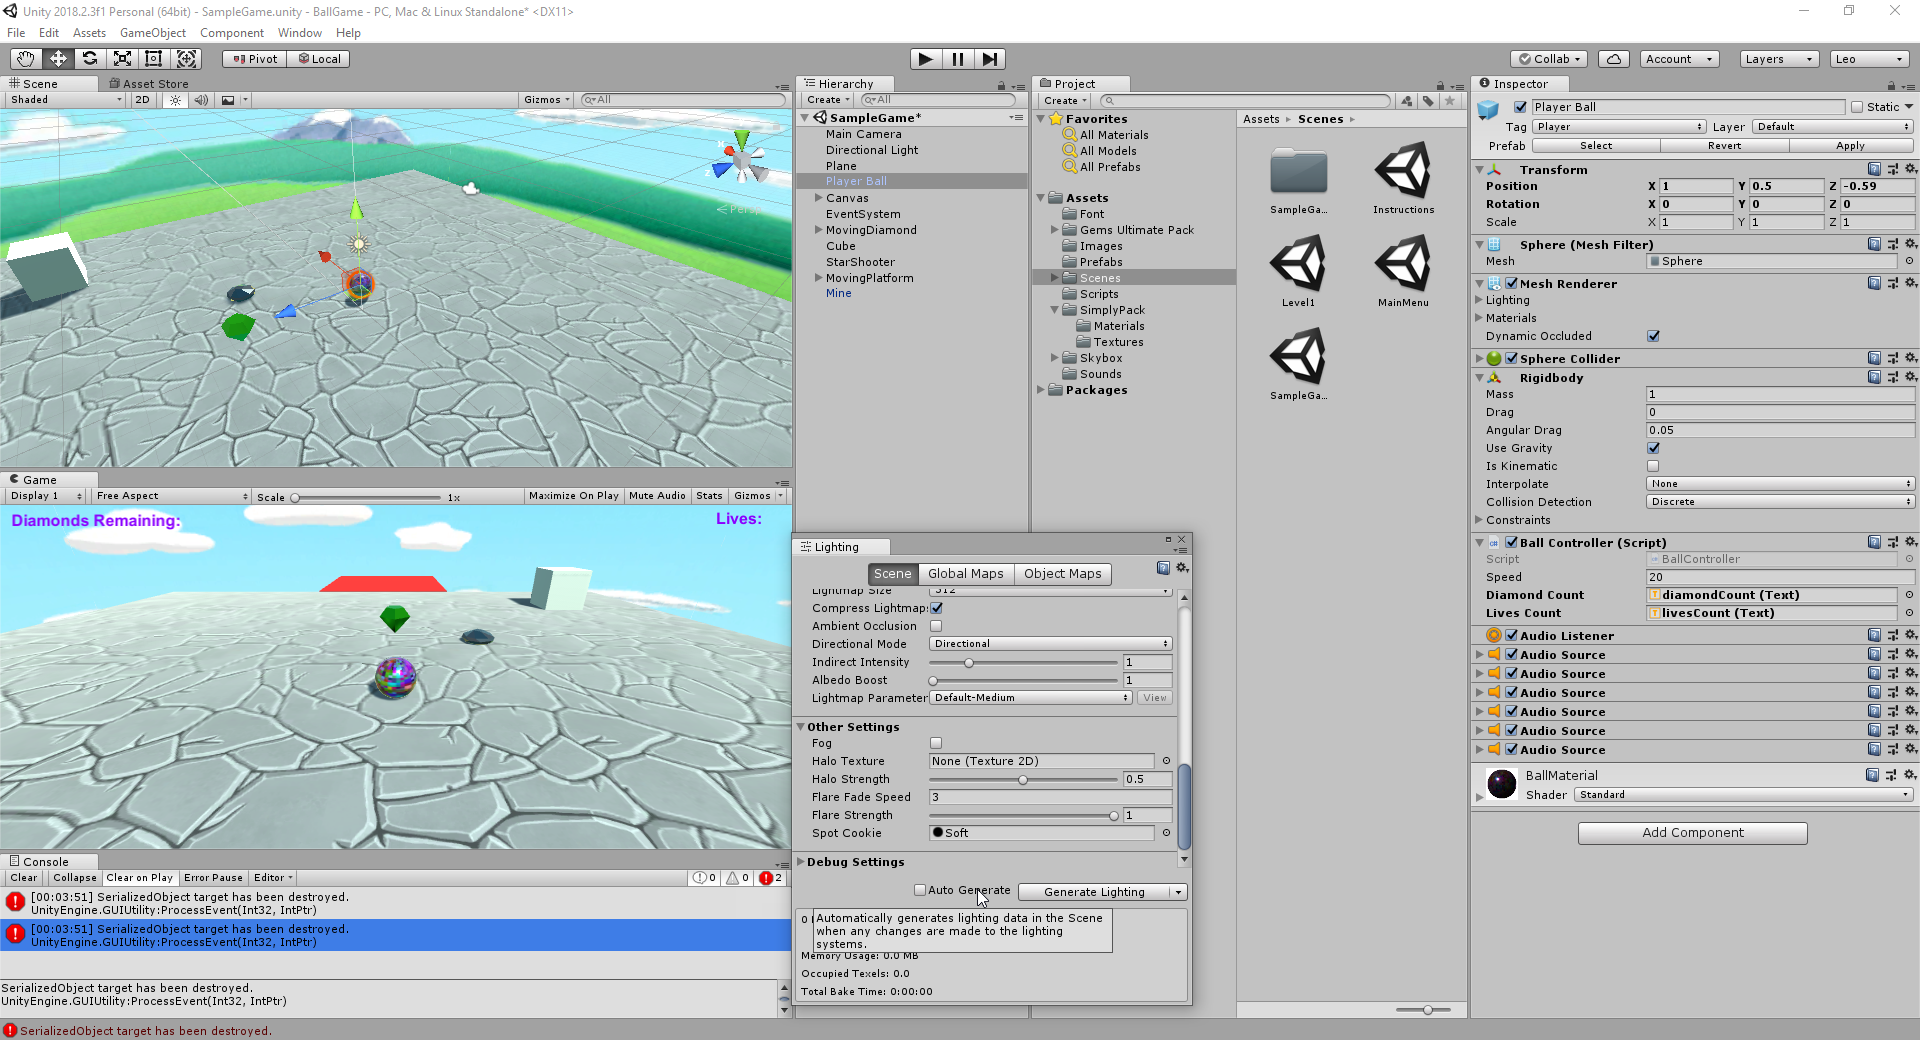 Unity 2018.2.3f1 Personal (64bit) - SampleGame.unity - BallGame - PC, Mac & Linux Standalone* <DX11>
File Edit Assets GameObject Component Window Help
Pivot Local Collab Account Layers Leo
Scene Asset Store
Shaded 2D Gizmos All
Persp
Game
Display 1 Free Aspect Scale 1x Maximize On Play Mute Audio Stats Gizmos
Diamonds Remaining: Lives:
Console
Clear Collapse Clear on Play Error Pause Editor 0 0 2
[00:03:51] SerializedObject target has been destroyed.
UnityEngine.GUIUtility:ProcessEvent(Int32, IntPtr)
[00:03:51] SerializedObject target has been destroyed.
UnityEngine.GUIUtility:ProcessEvent(Int32, IntPtr)
SerializedObject target has been destroyed.
UnityEngine.GUIUtility:ProcessEvent(Int32, IntPtr)
SerializedObject target has been destroyed.
Hierarchy
Create All
SampleGame*
Main Camera
Directional Light
Plane
Player Ball
Canvas
EventSystem
MovingDiamond
Cube
StarShooter
MovingPlatform
Mine
Project
Create
Favorites
All Materials
All Models
All Prefabs
Assets
Font
Gems Ultimate Pack
Images
Prefabs
Scenes
Scripts
SimplyPack
Materials
Textures
Skybox
Sounds
Packages
Assets Scenes
SampleGa... Instructions
Level1 MainMenu
SampleGa...
Lighting
Scene Global Maps Object Maps
Lightmap Size 512
Compress Lightmaps
Ambient Occlusion
Directional Mode Directional
Indirect Intensity 1
Albedo Boost 1
Lightmap Parameter Default-Medium View
Other Settings
Fog
Halo Texture None (Texture 2D)
Halo Strength 0.5
Flare Fade Speed 3
Flare Strength 1
Spot Cookie Soft
Debug Settings
Auto Generate Generate Lighting
0
Automatically generates lighting data in the Scene
when any changes are made to the lighting
systems.
Memory Usage: 0.0 MB
Occupied Texels: 0.0
Total Bake Time: 0:00:00
Inspector
Player Ball Static
Tag Player Layer Default
Prefab Select Revert Apply
Transform
Position X 1 Y 0.5 Z -0.59
Rotation X 0 Y 0 Z 0
Scale X 1 Y 1 Z 1
Sphere (Mesh Filter)
Mesh Sphere
Mesh Renderer
Lighting
Materials
Dynamic Occluded
Sphere Collider
Rigidbody
Mass 1
Drag 0
Angular Drag 0.05
Use Gravity
Is Kinematic
Interpolate None
Collision Detection Discrete
Constraints
Ball Controller (Script)
Script BallController
Speed 20
Diamond Count diamondCount (Text)
Lives Count livesCount (Text)
Audio Listener
Audio Source
Audio Source
Audio Source
Audio Source
Audio Source
Audio Source
BallMaterial
Shader Standard
Add Component